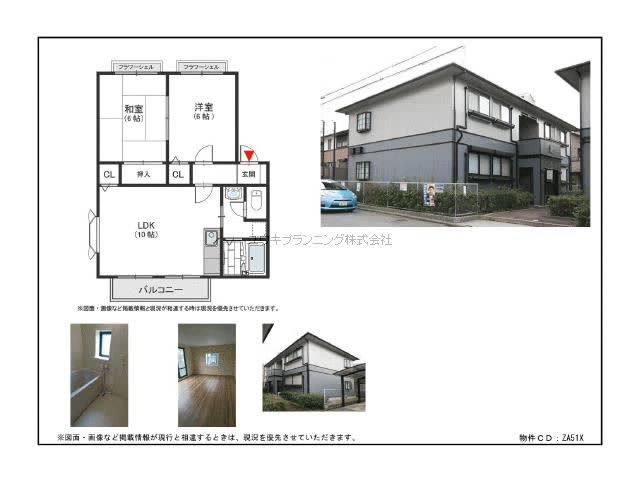 フラワーシェル
フラワーシェル
和室
(6 帖)
洋室
(6 帖)
CL
押入
CL
玄関
LDK
(10 帖)
プランニング株式会社
バルコニー
※図面・画像など掲載情報と現況が相違する時は現況を優先させていただきます。
※図面・画像など掲載情報が現行と相違するときは、現況を優先させていただきます。
物件CD：ZA51X